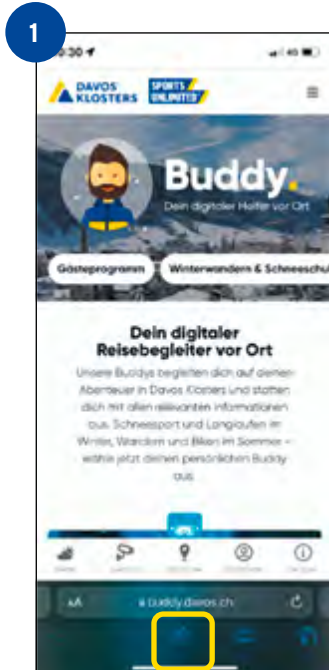 1
DAVOS
KLOSTERS
SPORTS
UNLIMITED
Buddy.
Dein digitaler Helfer vor Ort
Gästeprogramm
Winterwandern & Schneeschu
Dein digitaler
Reisebegleiter vor Ort
Unsere Buddys begleiten dich auf deinen
Abenteuer in Davos Klosters und statten
dich mit allen relevanten Informationen
aus. Schneesport und Langlaufen im
Winter, Wandern und Biken im Sommer –
wähle jetzt deinen persönlichen Buddy
aus.
AA
buddy.davos.ch